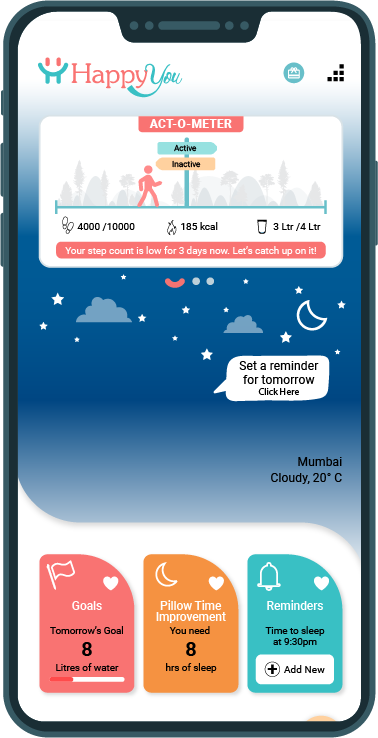 HappyYou
ACT-O-METER
Active
Inactive
4000 /10000
185 kcal
3 Ltr /4 Ltr
Your step count is low for 3 days now. Let's catch up on it!
Set a reminder
for tomorrow
Click Here
Mumbai
Cloudy, 20° C
Goals
Tomorrow's Goal
8
Litres of water
Pillow Time
Improvement
You need
8
hrs of sleep
Reminders
Time to sleep
at 9:30pm
Add New